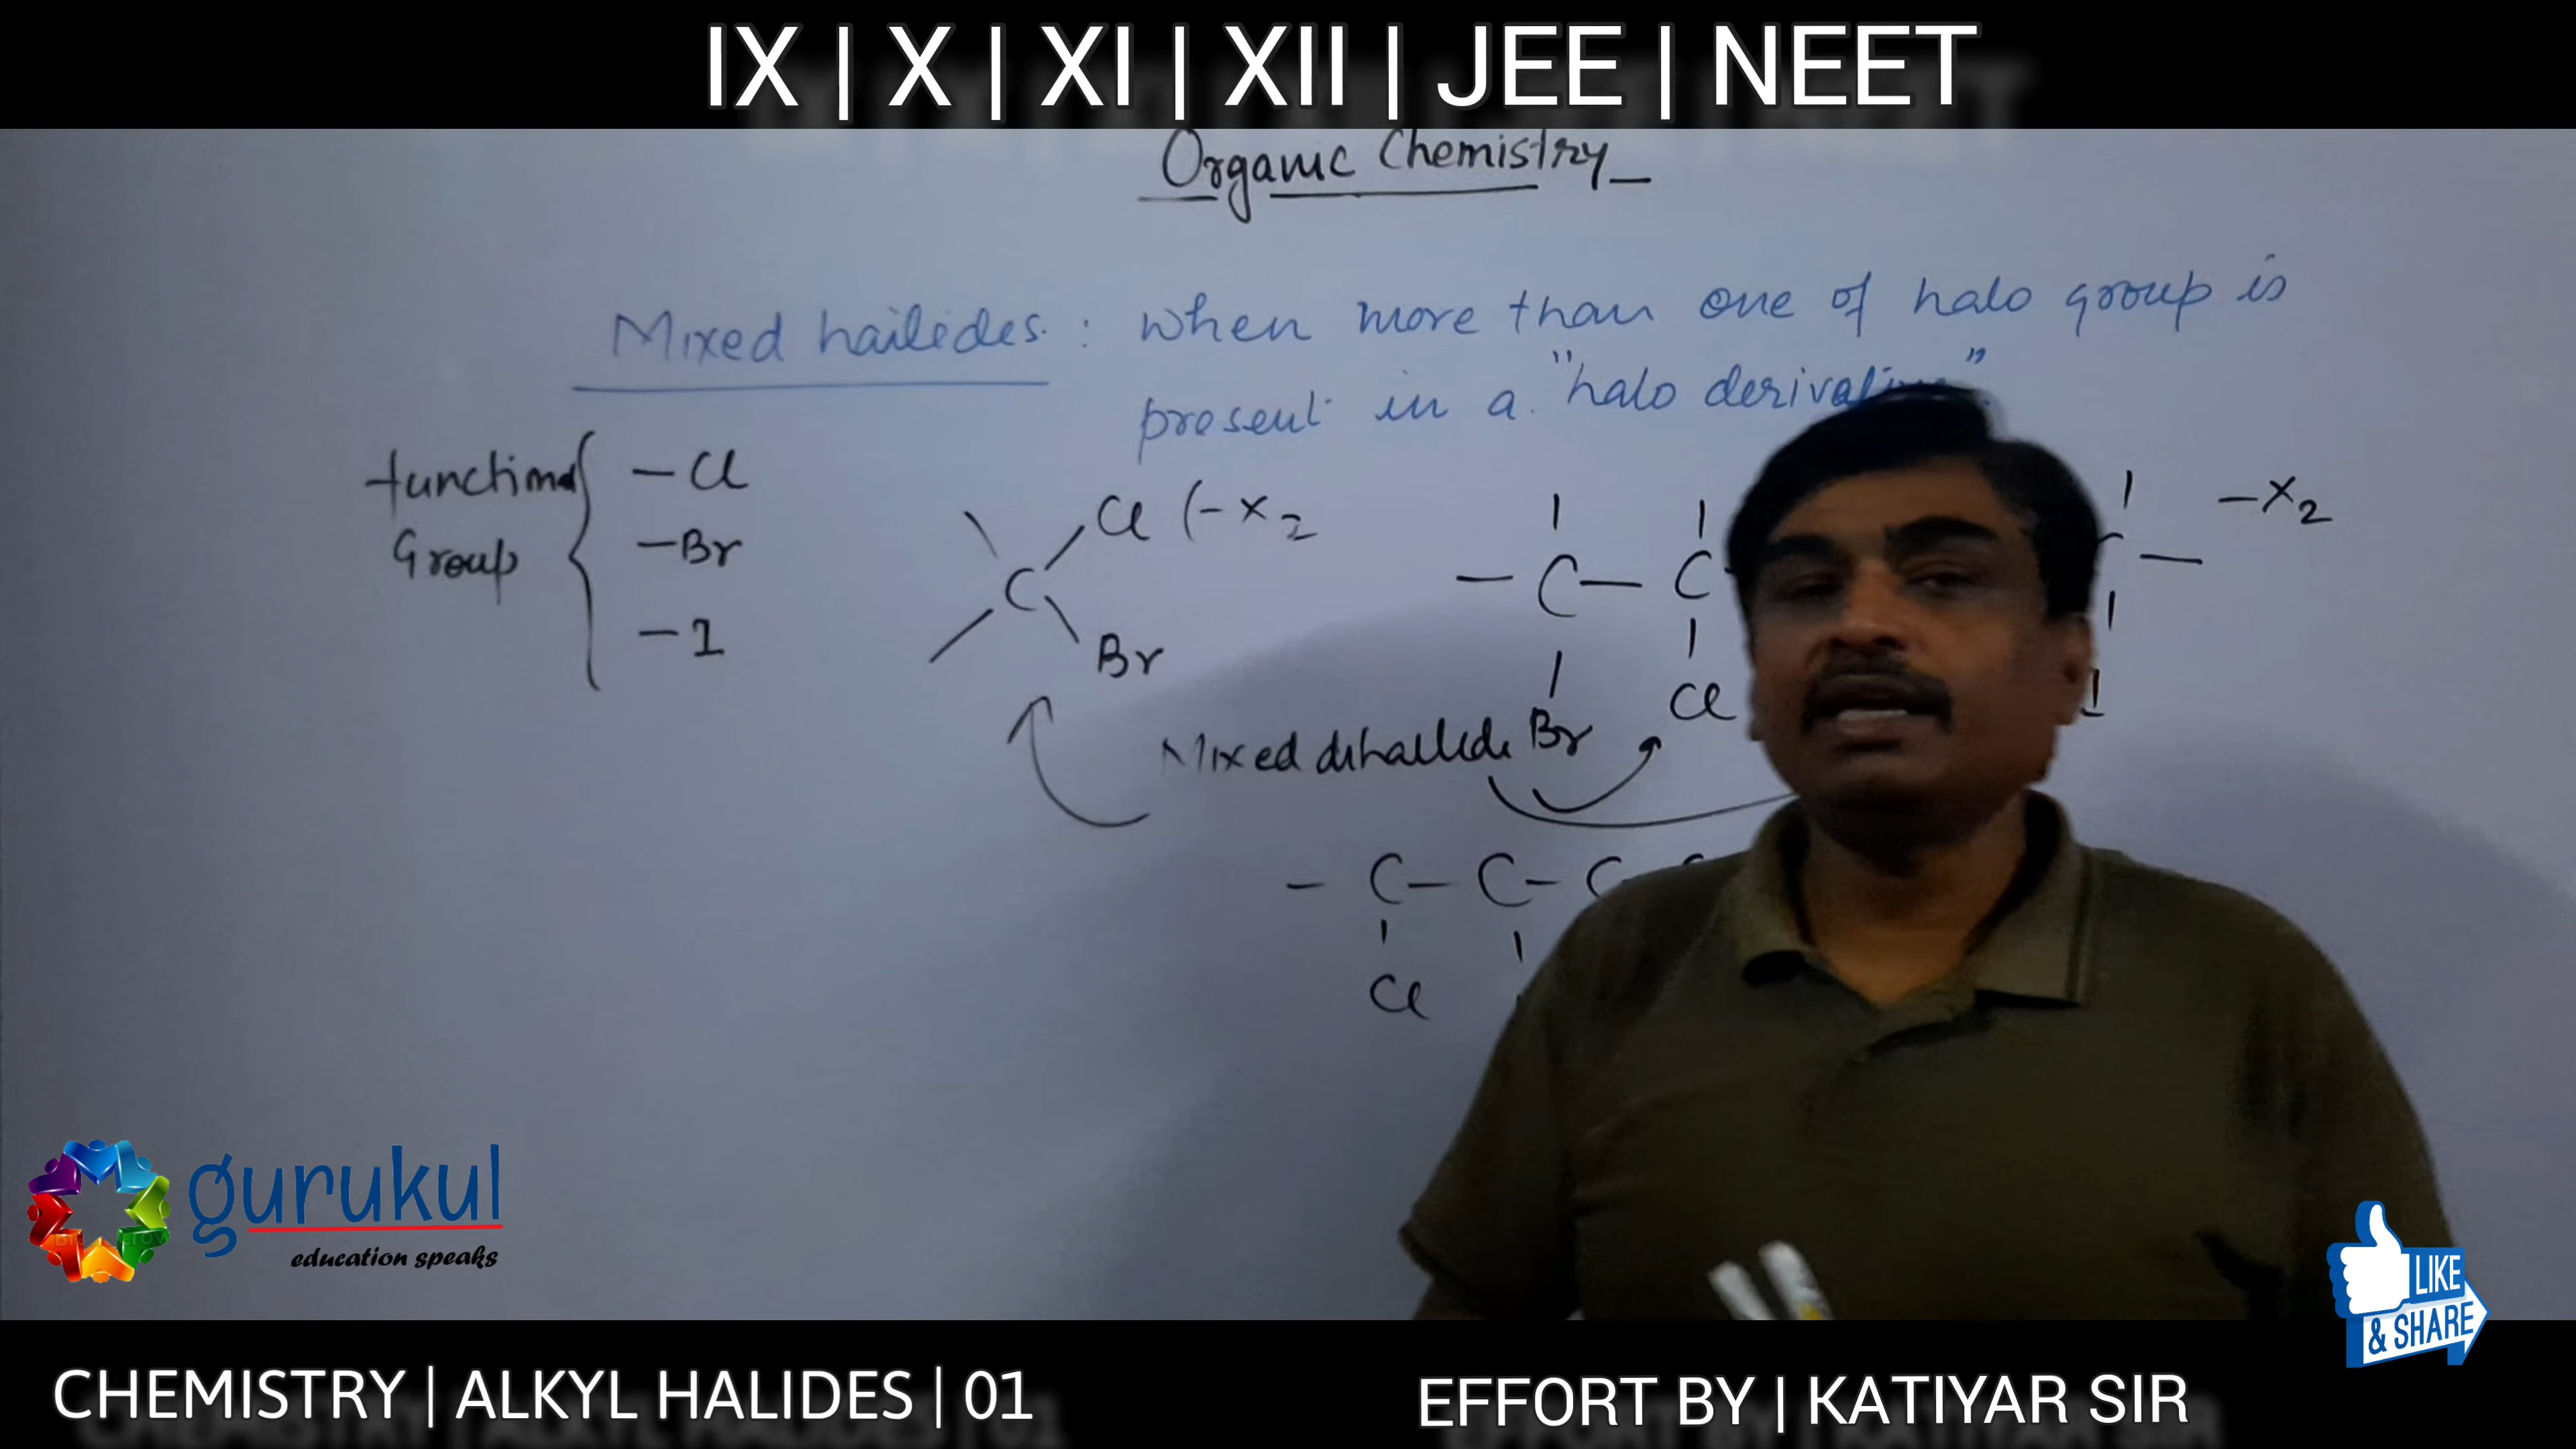 IX | X | XI | XII | JEE | NEET
Organic Chemistry
Mixed hailedes : when more than one of halo group is
present in a "halo derivative"
functional
Group
- Cl
- Br
- I
Cl (-X2
C
Br
- C - C
Br
Cl
I
-X2
Mixed dihailede
- C - C - C
Cl
gurukul
education speaks
LIKE
& SHARE
CHEMISTRY | ALKYL HALIDES | 01
EFFORT BY | KATIYAR SIR